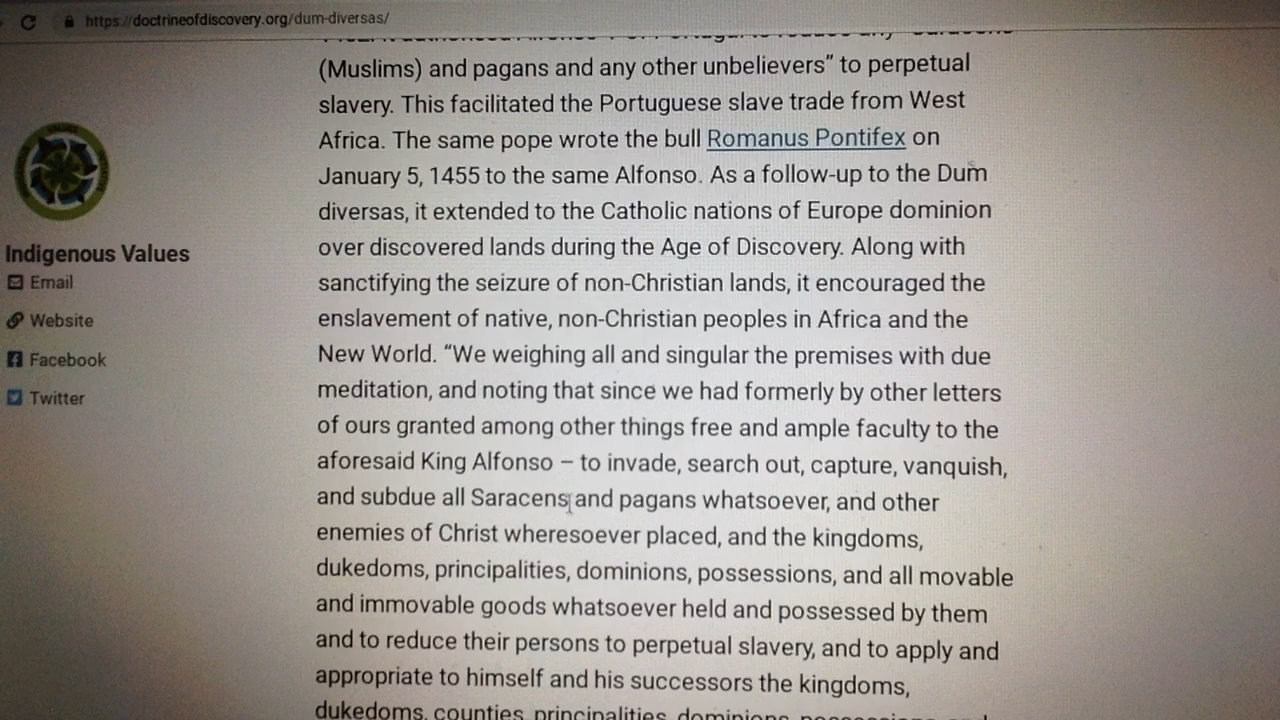 https://doctrineofdiscovery.org/dum-diversas/
(Muslims) and pagans and any other unbelievers” to perpetual
slavery. This facilitated the Portuguese slave trade from West
Africa. The same pope wrote the bull Romanus Pontifex on
January 5, 1455 to the same Alfonso. As a follow-up to the Dum
diversas, it extended to the Catholic nations of Europe dominion
over discovered lands during the Age of Discovery. Along with
sanctifying the seizure of non-Christian lands, it encouraged the
enslavement of native, non-Christian peoples in Africa and the
New World. “We weighing all and singular the premises with due
meditation, and noting that since we had formerly by other letters
of ours granted among other things free and ample faculty to the
aforesaid King Alfonso – to invade, search out, capture, vanquish,
and subdue all Saracens and pagans whatsoever, and other
enemies of Christ wheresoever placed, and the kingdoms,
dukedoms, principalities, dominions, possessions, and all movable
and immovable goods whatsoever held and possessed by them
and to reduce their persons to perpetual slavery, and to apply and
appropriate to himself and his successors the kingdoms,
dukedoms, counties, principalities, dominions, possessions, and
Indigenous Values
Email
Website
Facebook
Twitter